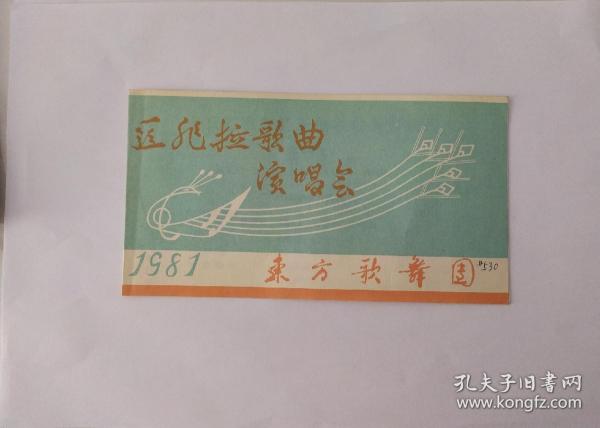 亚非拉歌曲
演唱会
1981
东方歌舞团
#530
孔夫子旧书网
www.kongfz.com